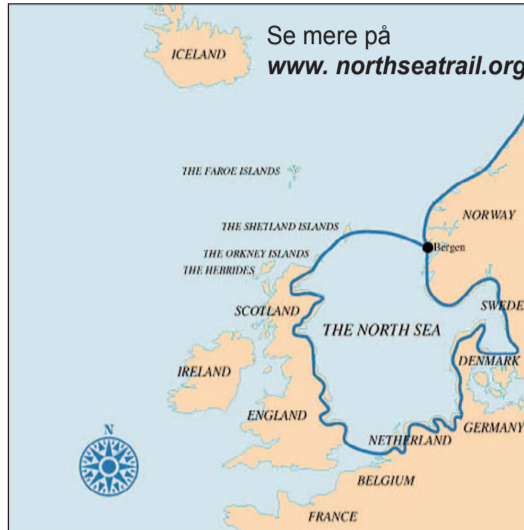 Se mere på
www. northseatrail.org
ICELAND
THE FAROE ISLANDS
THE SHETLAND ISLANDS
NORWAY
Bergen
THE ORKNEY ISLANDS
THE HEBRIDES
SWEDE
SCOTLAND
THE NORTH SEA
DENMARK
IRELAND
ENGLAND
GERMANY
N
NETHERLAND
BELGIUM
FRANCE